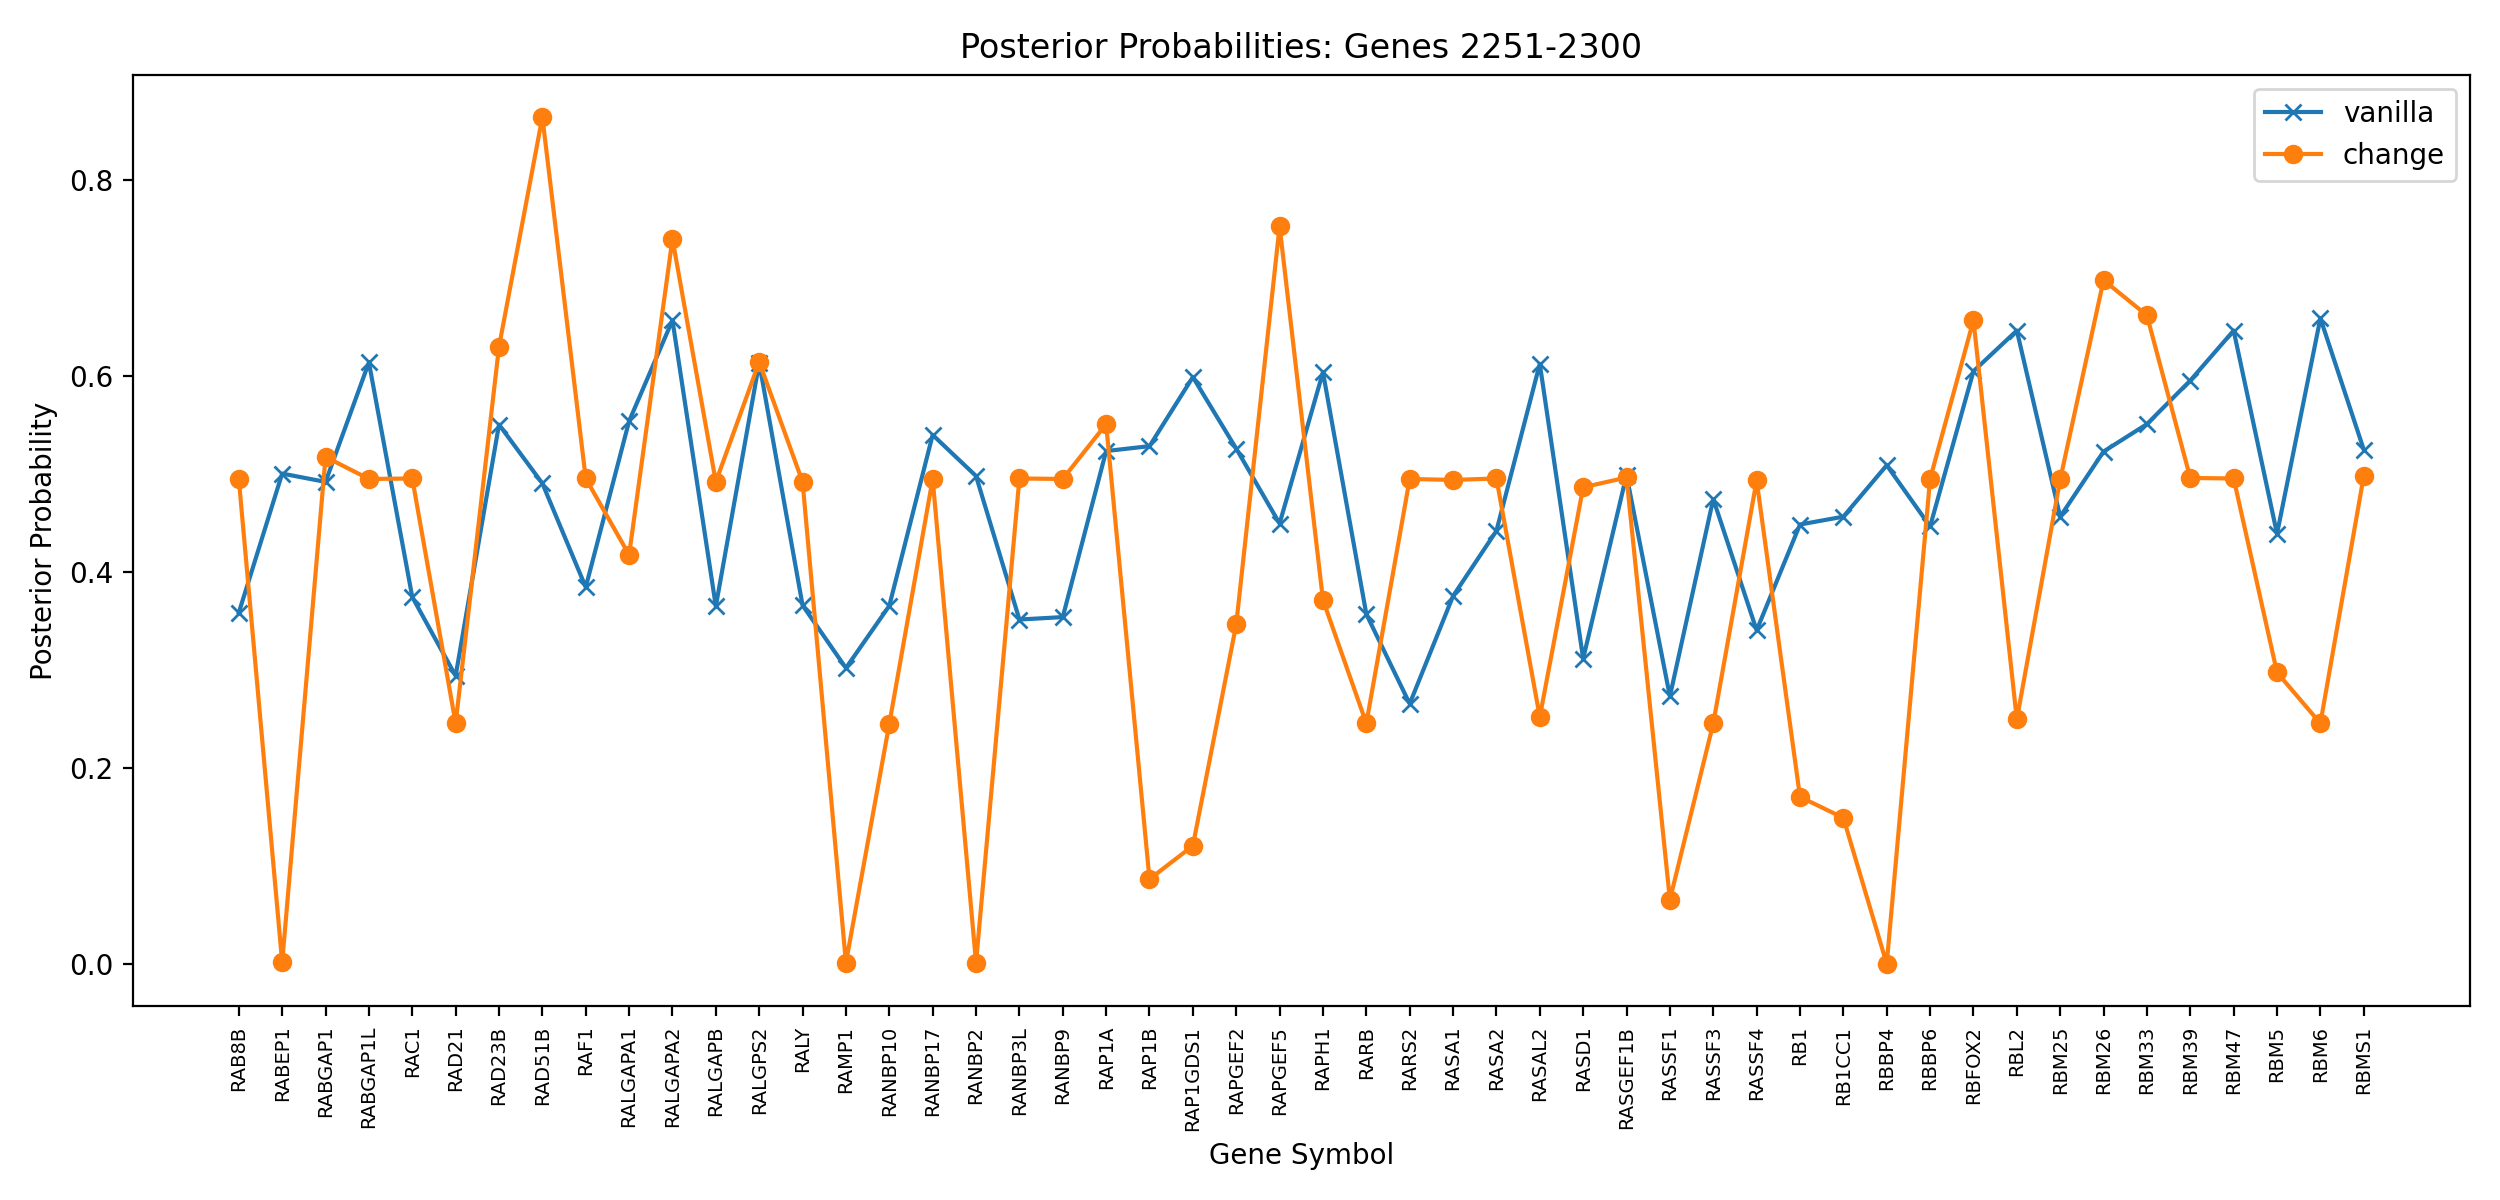 Posterior Probabilities: Genes 2251-2300
vanilla
change
Posterior Probability
0.8
0.6
0.4
0.2
0.0
RAB8B
RABEP1
RABGAP1
RABGAP1L
RAC1
RAD21
RAD23B
RAD51B
RAF1
RALGAPA1
RALGAPA2
RALGAPB
RALGPS2
RALY
RAMP1
RANBP10
RANBP17
RANBP2
RANBP3L
RANBP9
RAP1A
RAP1B
RAP1GDS1
RAPGEF2
RAPGEF5
RAPH1
RARB
RARS2
RASA1
RASA2
RASAL2
RASD1
RASGEF1B
RASSF1
RASSF3
RASSF4
RB1
RB1CC1
RBBP4
RBBP6
RBFOX2
RBL2
RBM25
RBM26
RBM33
RBM39
RBM47
RBM5
RBM6
RBMS1
Gene Symbol